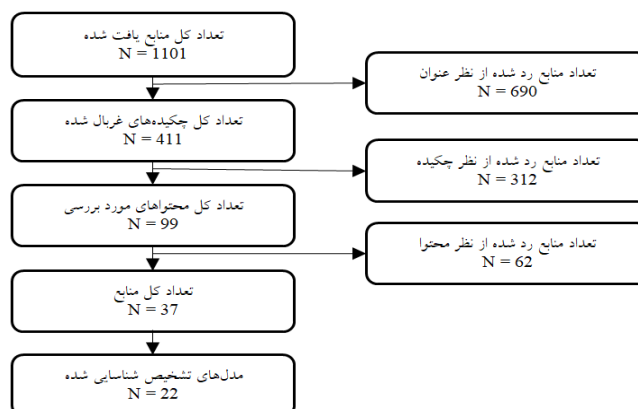 تعداد کل منابع یافت شده
N = 1101
تعداد منابع رد شده از نظر عنوان
N = 690
تعداد کل چکیده‌های غربال شده
N = 411
تعداد منابع رد شده از نظر چکیده
N = 312
تعداد کل محتواهای مورد بررسی
N = 99
تعداد منابع رد شده از نظر محتوا
N = 62
تعداد کل منابع
N = 37
مدل‌های تشخیص شناسایی شده
N = 22